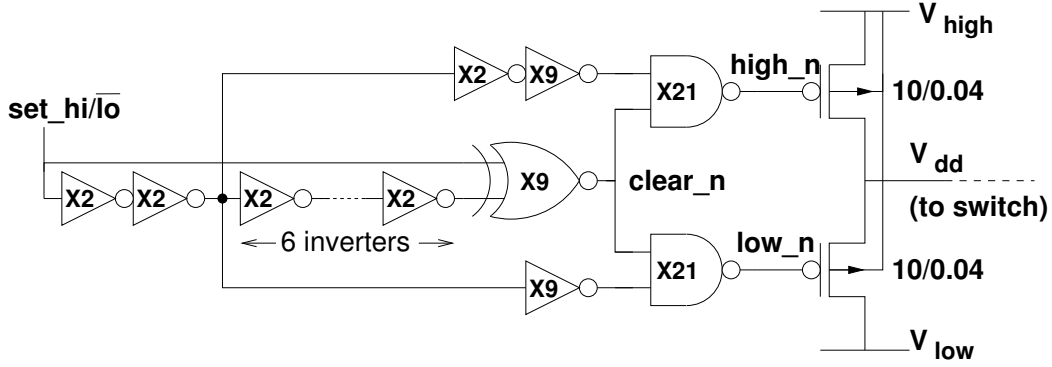 V high
X2 X9
high_n
X21
10/0.04
set_hi/lo
X9
clear_n
V dd
X2 X2 X2 X2
(to switch)
6 inverters
low_n
X21
10/0.04
X9
V low